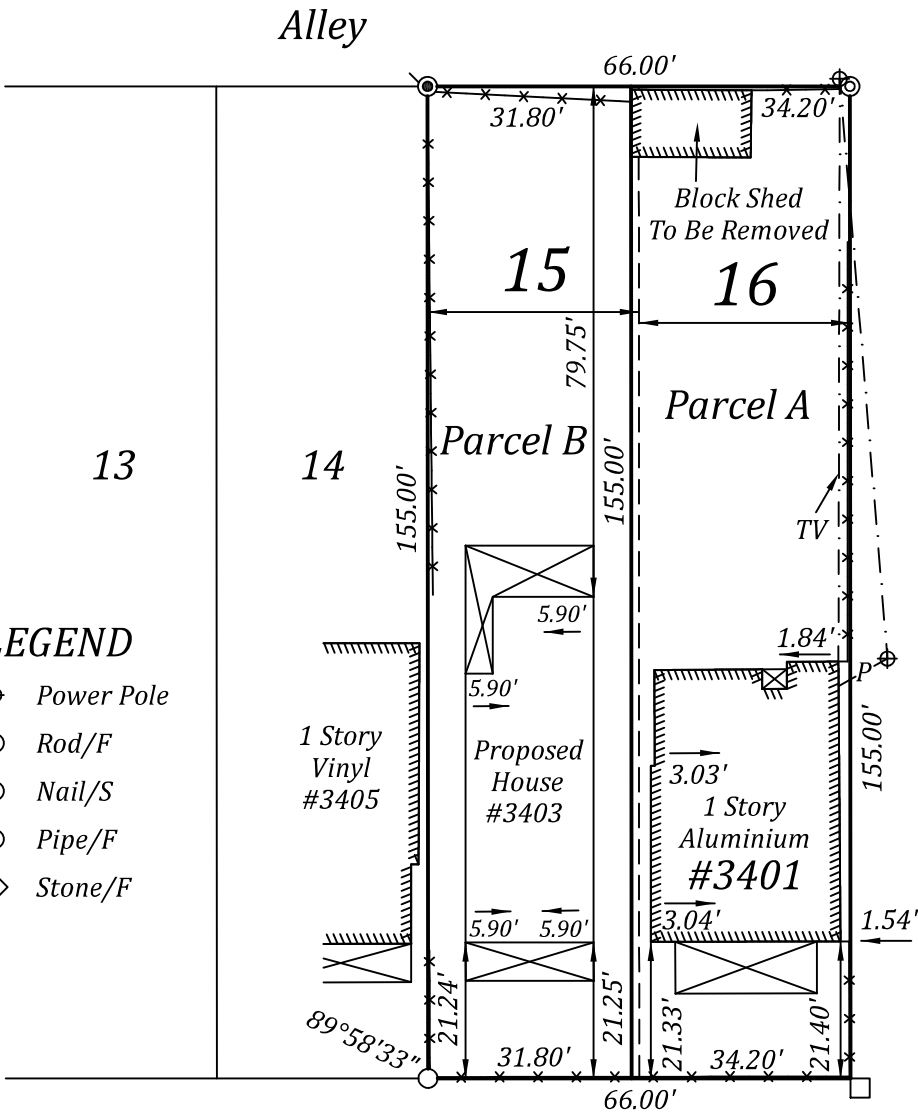 Alley
66.00'
31.80'
34.20'
Block Shed
To Be Removed
15
16
79.75'
Parcel A
Parcel B
13
14
155.00'
155.00'
TV
LEGEND
Power Pole
Rod/F
Nail/S
Pipe/F
Stone/F
5.90'
1.84'
P
5.90'
1 Story
Vinyl
#3405
Proposed
House
#3403
3.03'
155.00'
1 Story
Aluminium
#3401
5.90'
5.90'
3.04'
1.54'
21.24'
21.25'
21.33'
21.40'
89°58'33"
31.80'
34.20'
66.00'